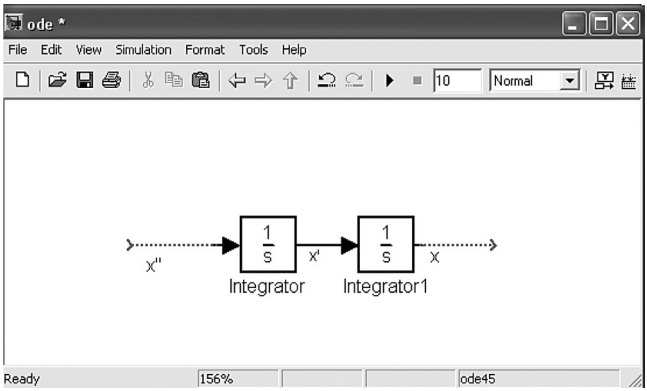 ode *
File Edit View Simulation Format Tools Help
10 Normal
1 1
s s
x'' x' x
Integrator Integrator1
Ready 156% ode45